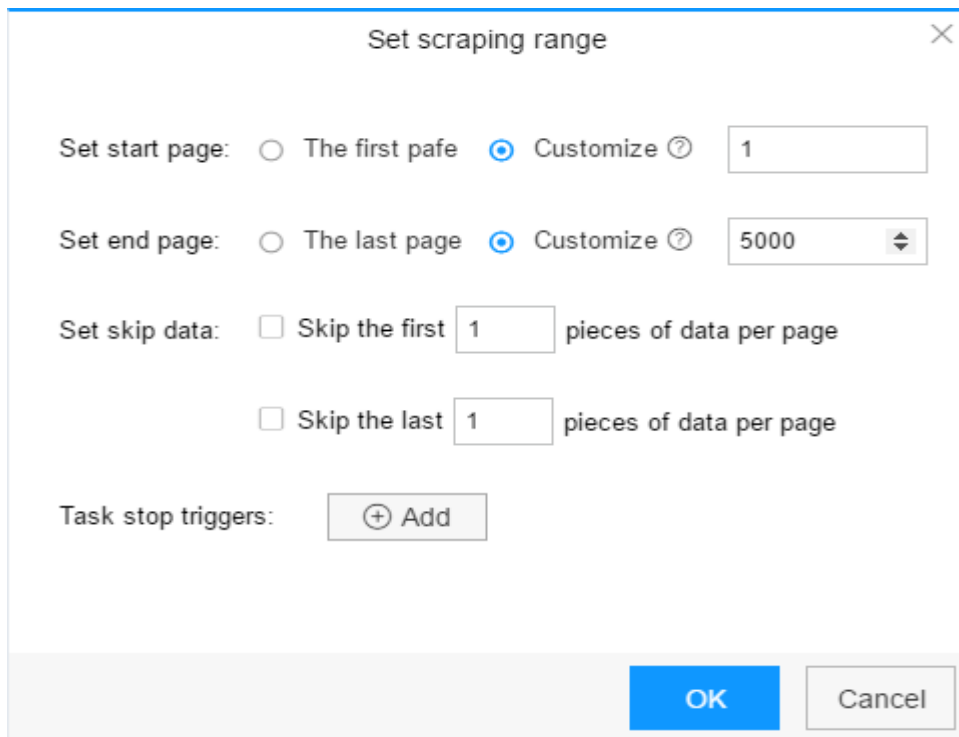 Set scraping range
Set start page: The first pafe Customize ? 1
Set end page: The last page Customize ? 5000
Set skip data: Skip the first 1 pieces of data per page
Skip the last 1 pieces of data per page
Task stop triggers: Add
OK Cancel